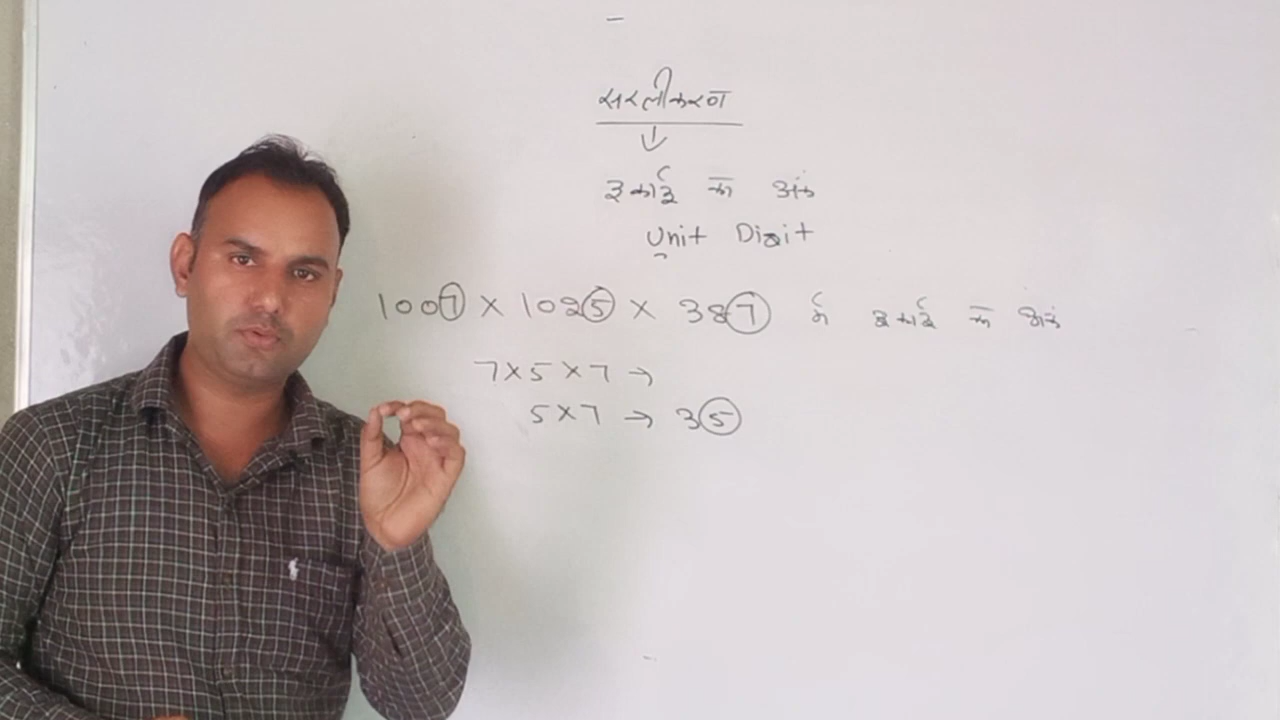 सरलीकरण
इकाई का अंक
Unit Digit
1007 × 1025 × 387 में इकाई का अंक
7×5×7 →
5×7 → 35